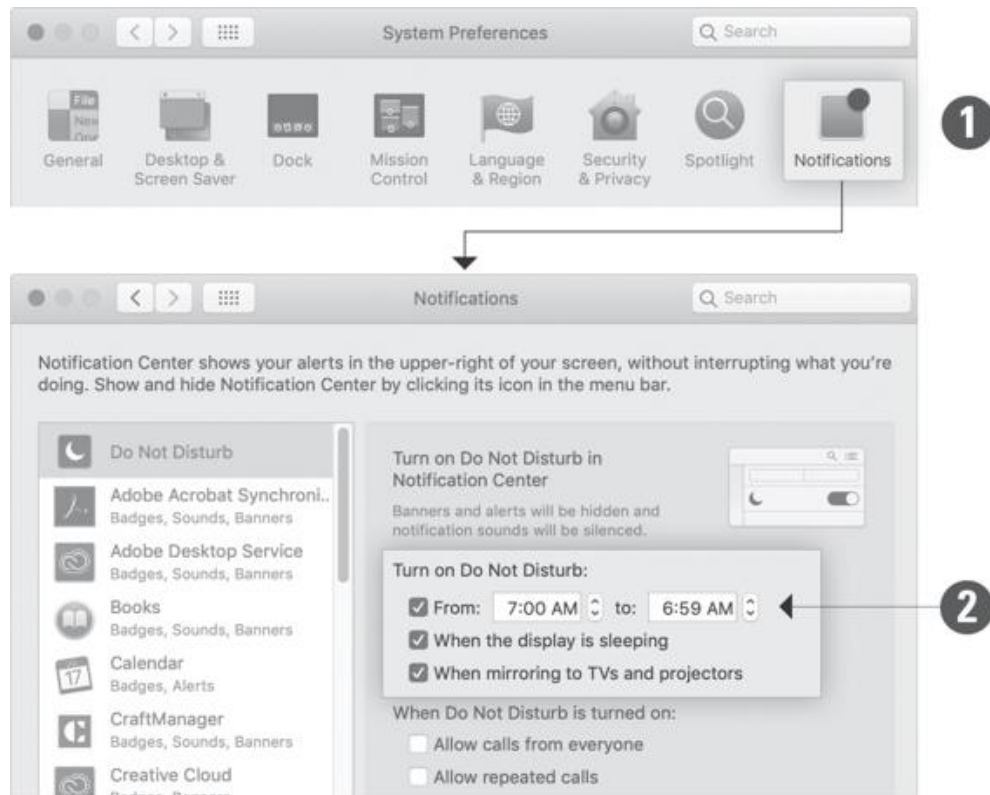 System Preferences
Search
File
New
One
General
Desktop &
Screen Saver
Dock
Mission
Control
Language
& Region
Security
& Privacy
Spotlight
Notifications
1
Notifications
Search
Notification Center shows your alerts in the upper-right of your screen, without interrupting what you're
doing. Show and hide Notification Center by clicking its icon in the menu bar.
Do Not Disturb
Adobe Acrobat Synchroni..
Badges, Sounds, Banners
Adobe Desktop Service
Badges, Sounds, Banners
Books
Badges, Sounds, Banners
17
Calendar
Badges, Alerts
CraftManager
Badges, Sounds, Banners
Creative Cloud
Turn on Do Not Disturb in
Notification Center
Banners and alerts will be hidden and
notification sounds will be silenced.
Turn on Do Not Disturb:
From: 7:00 AM to: 6:59 AM
When the display is sleeping
When mirroring to TVs and projectors
2
When Do Not Disturb is turned on:
Allow calls from everyone
Allow repeated calls